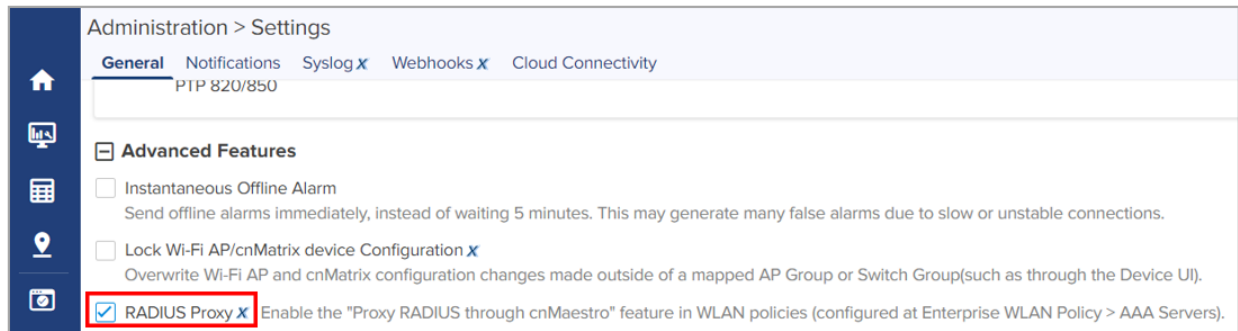 Administration > Settings
General Notifications Syslog X Webhooks X Cloud Connectivity
PTP 820/850
Advanced Features
Instantaneous Offline Alarm
Send offline alarms immediately, instead of waiting 5 minutes. This may generate many false alarms due to slow or unstable connections.
Lock Wi-Fi AP/cnMatrix device Configuration X
Overwrite Wi-Fi AP and cnMatrix configuration changes made outside of a mapped AP Group or Switch Group(such as through the Device UI).
RADIUS Proxy X Enable the "Proxy RADIUS through cnMaestro" feature in WLAN policies (configured at Enterprise WLAN Policy > AAA Servers).